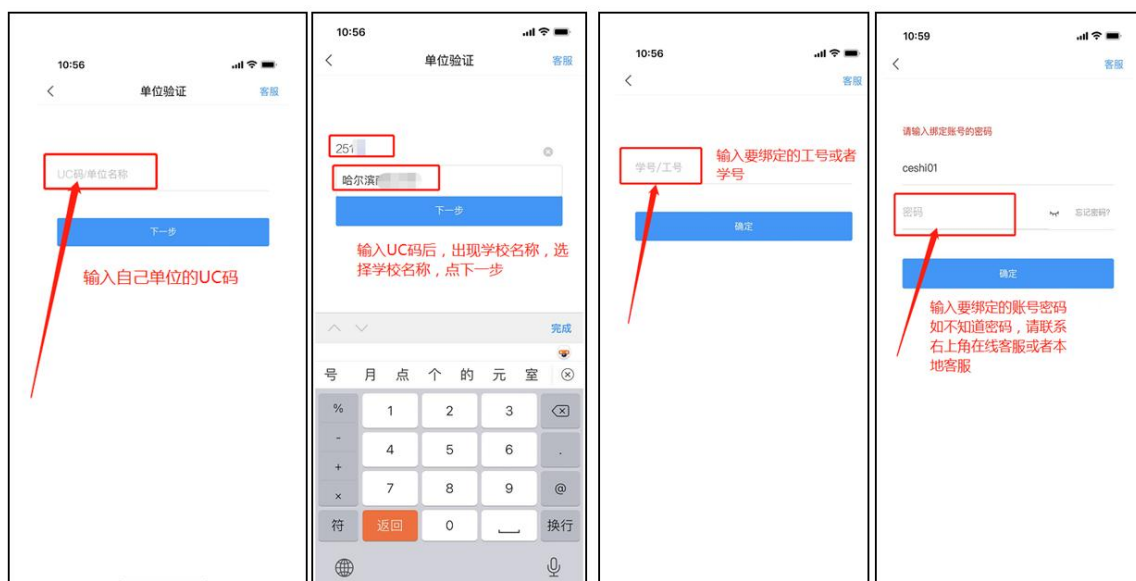 10:56
单位验证
客服
UC码/单位名称
下一步
输入自己单位的UC码
10:56
单位验证
客服
251
哈尔滨
下一步
输入UC码后，出现学校名称，选
择学校名称，点下一步
完成
号 月 点 个 的 元 室
% 1 2 3
- 4 5 6 .
+
× 7 8 9 @
符 返回 0 换行
10:56
客服
学号/工号
输入要绑定的工号或者
学号
确定
10:59
客服
请输入绑定账号的密码
ceshi01
密码
忘记密码?
确定
输入要绑定的账号密码
如不知道密码，请联系
右上角在线客服或者本
地客服